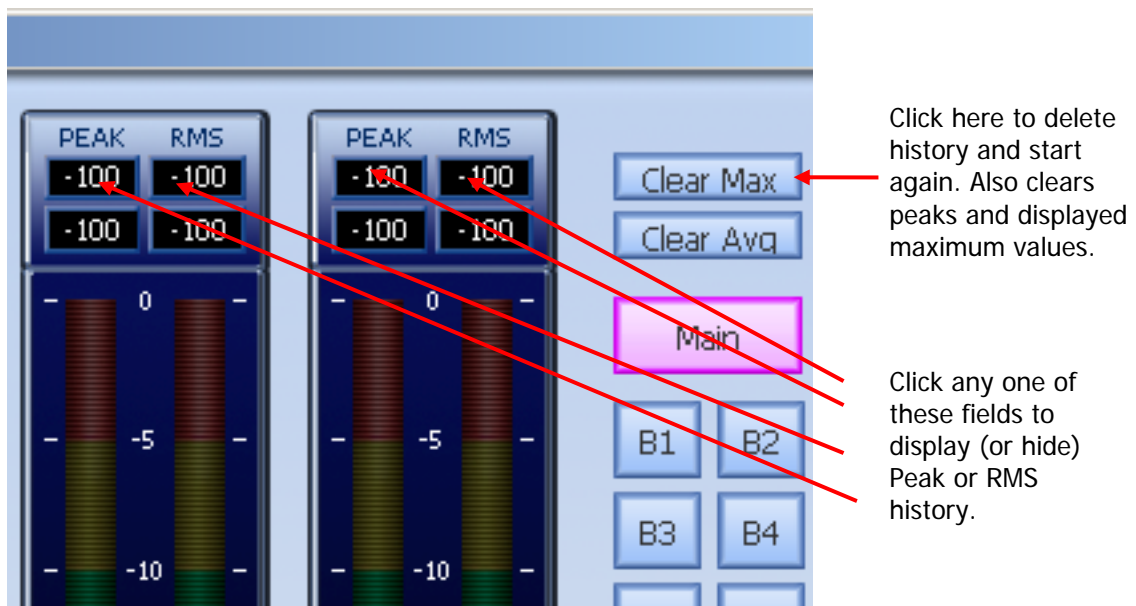 PEAK RMS
-100 -100
-100 -100
0
-5
-10
PEAK RMS
-100 -100
-100 -100
0
-5
-10
Clear Max
Clear Avg
Main
B1 B2
B3 B4
Click here to delete
history and start
again. Also clears
peaks and displayed
maximum values.
Click any one of
these fields to
display (or hide)
Peak or RMS
history.